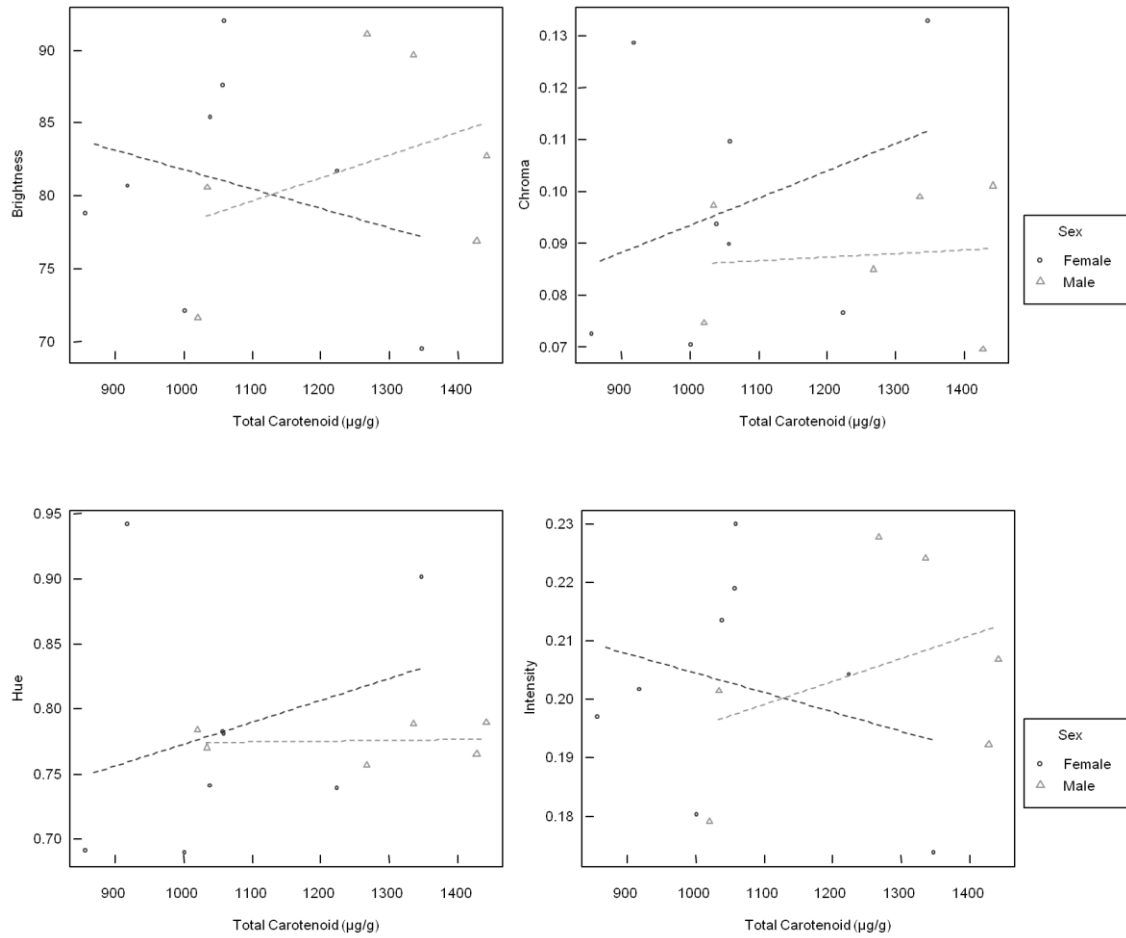 90
85
80
75
70
Brightness
900 1000 1100 1200 1300 1400
Total Carotenoid (µg/g)
0.13
0.12
0.11
0.10
0.09
0.08
0.07
Chroma
900 1000 1100 1200 1300 1400
Total Carotenoid (µg/g)
Sex
Female
Male
0.95
0.90
0.85
0.80
0.75
0.70
Hue
900 1000 1100 1200 1300 1400
Total Carotenoid (µg/g)
0.23
0.22
0.21
0.20
0.19
0.18
Intensity
900 1000 1100 1200 1300 1400
Total Carotenoid (µg/g)
Sex
Female
Male